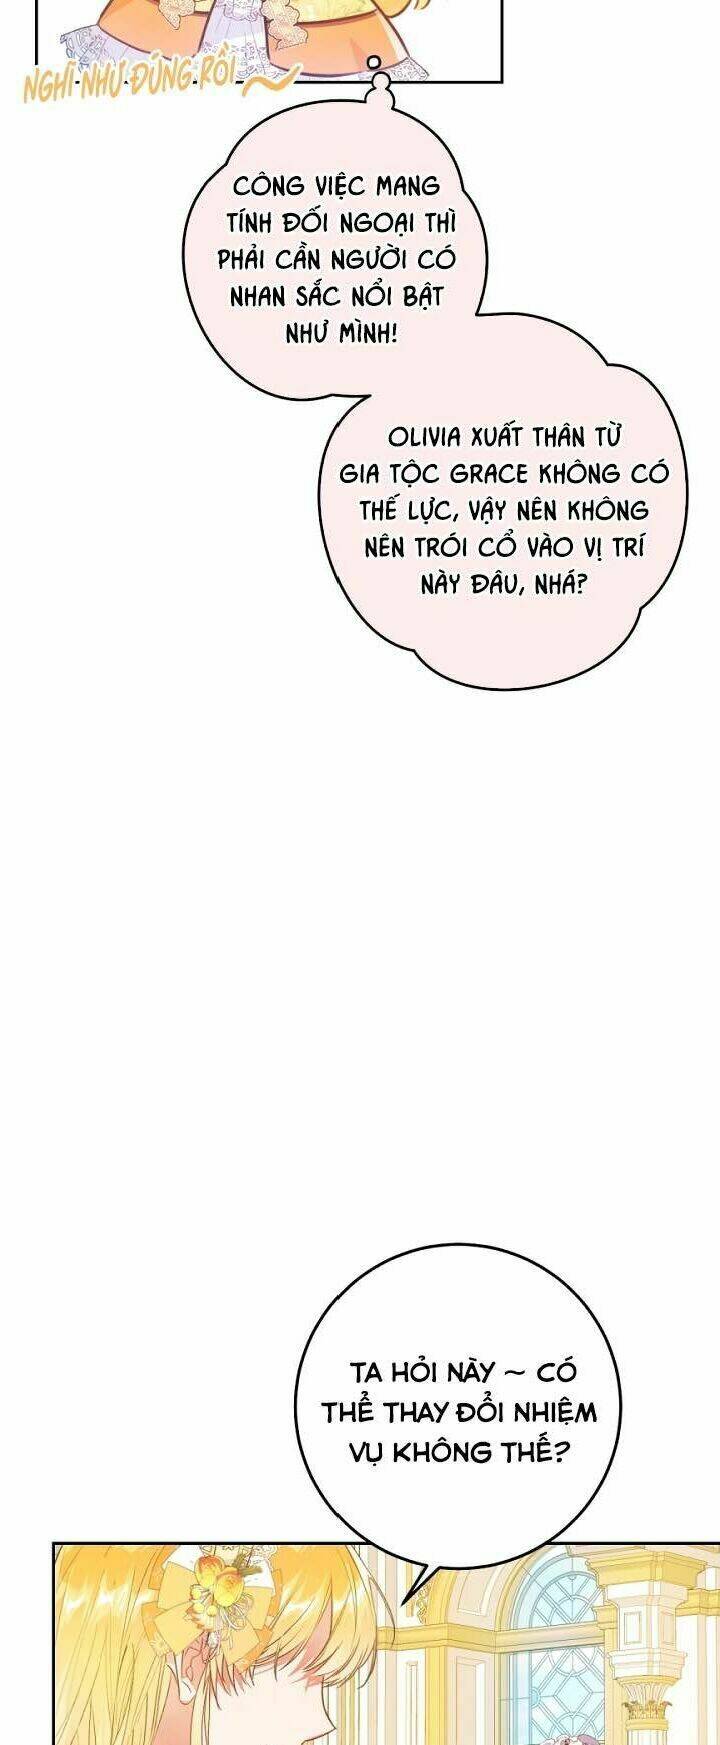 NGHĨ NHƯ ĐÚNG RỒI ~
CÔNG VIỆC MANG
TÍNH ĐỐI NGOẠI THÌ
PHẢI CẦN NGƯỜI CÓ
NHAN SẮC NỔI BẬT
NHƯ MÌNH!
OLIVIA XUẤT THÂN TỪ
GIA TỘC GRACE KHÔNG CÓ
THẾ LỰC, VẬY NÊN KHÔNG
NÊN TRÓI CỔ VÀO VỊ TRÍ
NÀY ĐÂU, NHÁ?
TA HỎI NÀY ~ CÓ
THỂ THAY ĐỔI NHIỆM
VỤ KHÔNG THẾ?